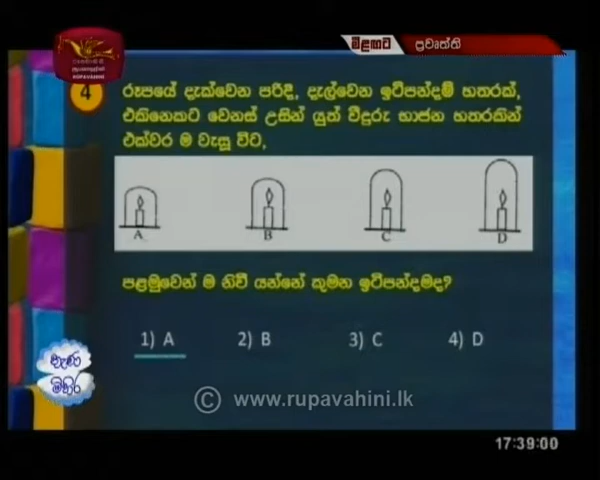 මීළඟට ප්‍රවෘත්ති
RUPAVAHINI
4 රූපයේ දැක්වෙන පරිදි, දැල්වෙන ඉටිපන්දම් හතරක්,
එකිනෙකට වෙනස් උසින් යුත් වීදුරු භාජන හතරකින්
එක්වර ම වැසූ විට,
A B C D
පළමුවෙන් ම නිවී යන්නේ කුමන ඉටිපන්දමද?
1) A 2) B 3) C 4) D
නැණ
මිහිර
© www.rupavahini.lk
17:39:00